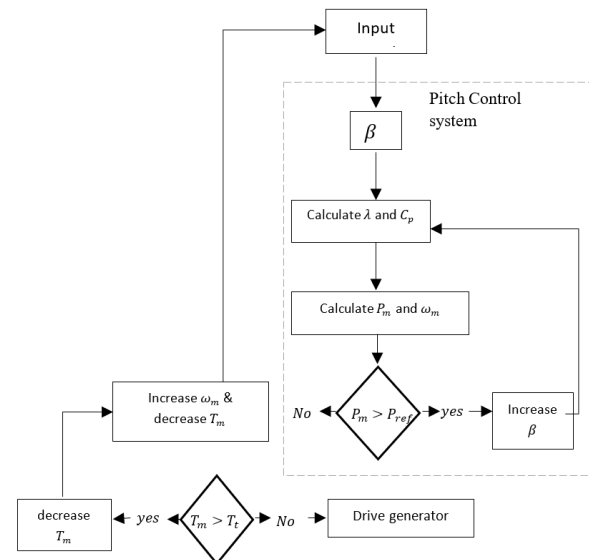 Input
Pitch Control
system
β
Calculate λ and C_p
Calculate P_m and ω_m
No
P_m > P_ref
yes
Increase
β
Increase ω_m &
decrease T_m
decrease
T_m
yes
T_m > T_t
No
Drive generator